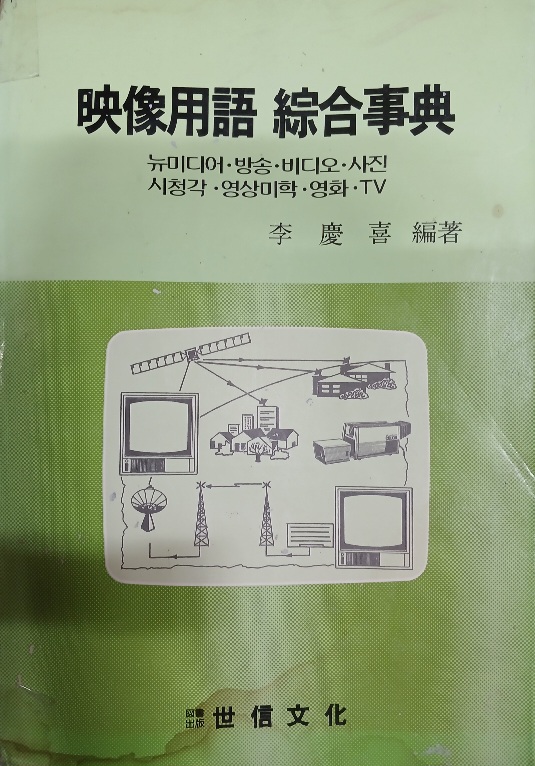 映像用語 綜合事典
뉴미디어·방송·비디오·사진
시청각·영상미학·영화·TV
李慶喜 編著
図書出版 世信文化